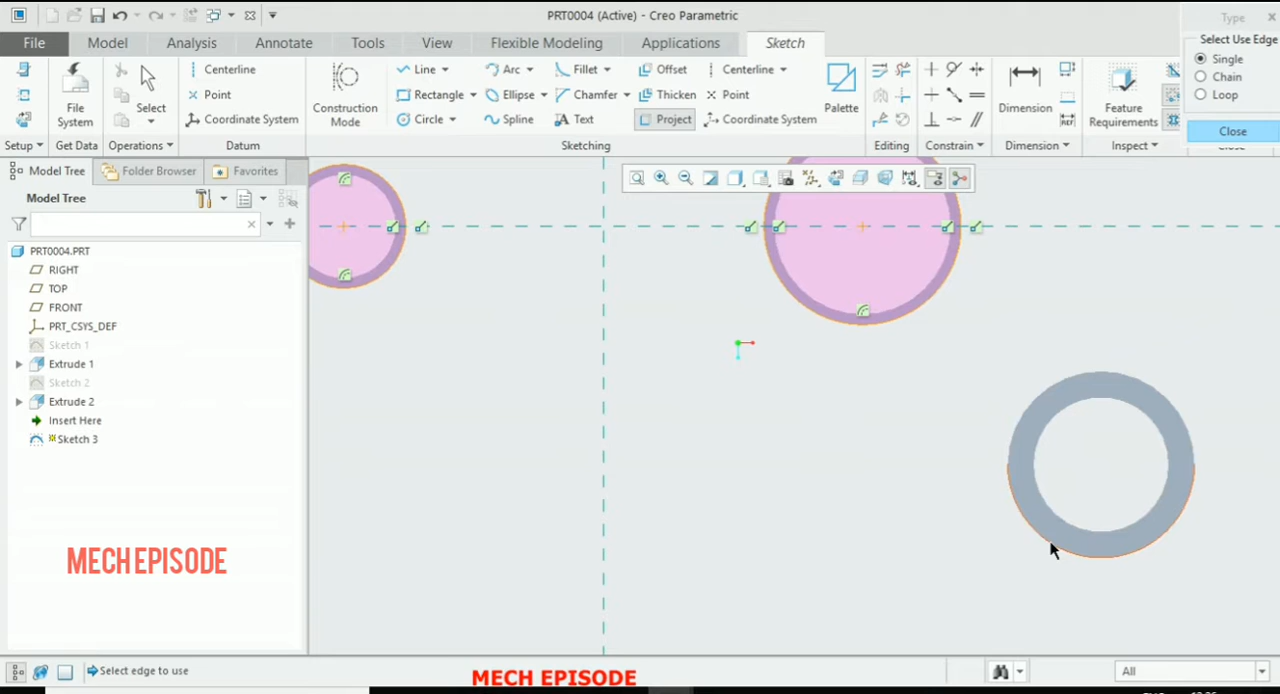 PRT0004 (Active) - Creo Parametric
Type
File Model Analysis Annotate Tools View Flexible Modeling Applications Sketch
Select Use Edge
Single
Chain
Loop
Close
Centerline Line Arc Fillet Offset Centerline
Point Rectangle Ellipse Chamfer Thicken Point
Coordinate System Circle Spline Text Project Coordinate System
File System
Select
Construction Mode
Palette
Dimension
REF
Feature Requirements
Setup Get Data Operations Datum Sketching Editing Constrain Dimension Inspect
Model Tree Folder Browser Favorites
Model Tree
PRT0004.PRT
RIGHT
TOP
FRONT
PRT_CSYS_DEF
Sketch 1
Extrude 1
Sketch 2
Extrude 2
Insert Here
Sketch 3
MECH EPISODE
Select edge to use
MECH EPISODE
All